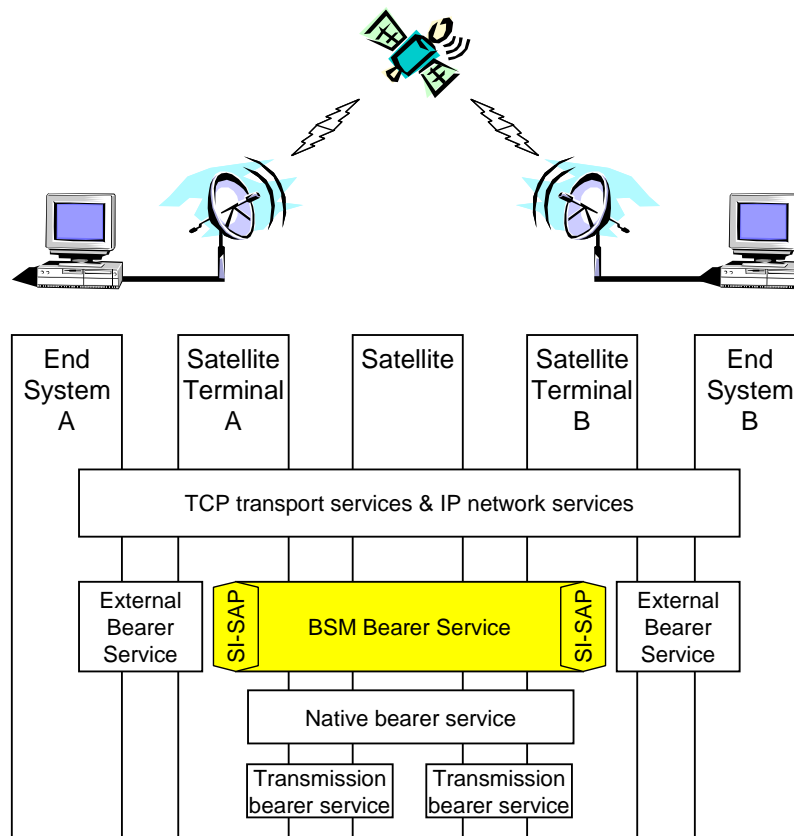 End
System
A
Satellite
Terminal
A
Satellite
Satellite
Terminal
B
End
System
B
TCP transport services & IP network services
External
Bearer
Service
SI-SAP
BSM Bearer Service
SI-SAP
External
Bearer
Service
Native bearer service
Transmission
bearer service
Transmission
bearer service